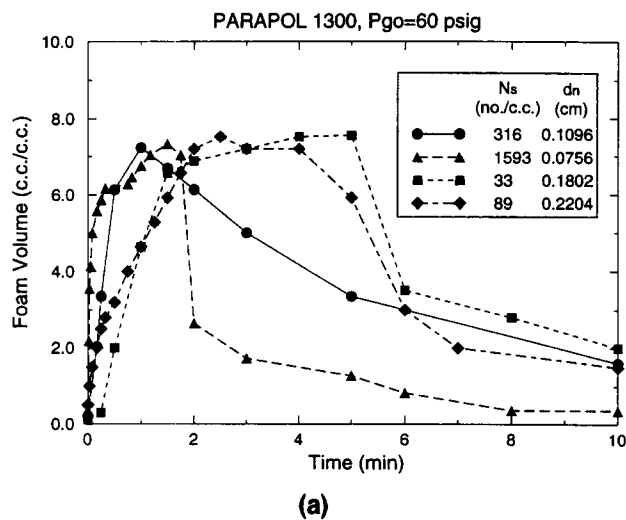 PARAPOL 1300, Pgo=60 psig
Foam Volume (c.c./c.c.)
10.0
8.0
6.0
4.0
2.0
0.0
Ns dn
(no./c.c.) (cm)
316 0.1096
1593 0.0756
33 0.1802
89 0.2204
0 2 4 6 8 10
Time (min)
(a)